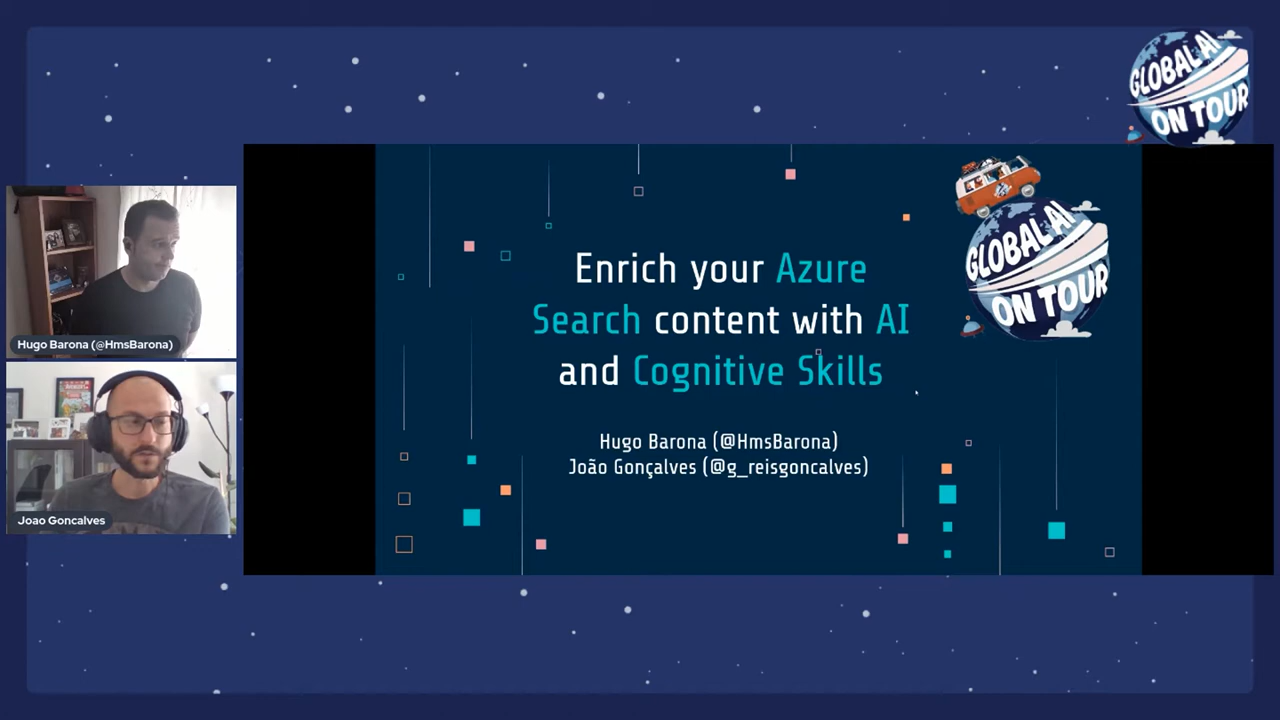 GLOBAL AI
ON TOUR
GLOBAL AI
ON TOUR
Enrich your Azure
Search content with AI
and Cognitive Skills
Hugo Barona (@HmsBarona)
João Gonçalves (@g_reisgoncalves)
Hugo Barona (@HmsBarona)
Joao Goncalves